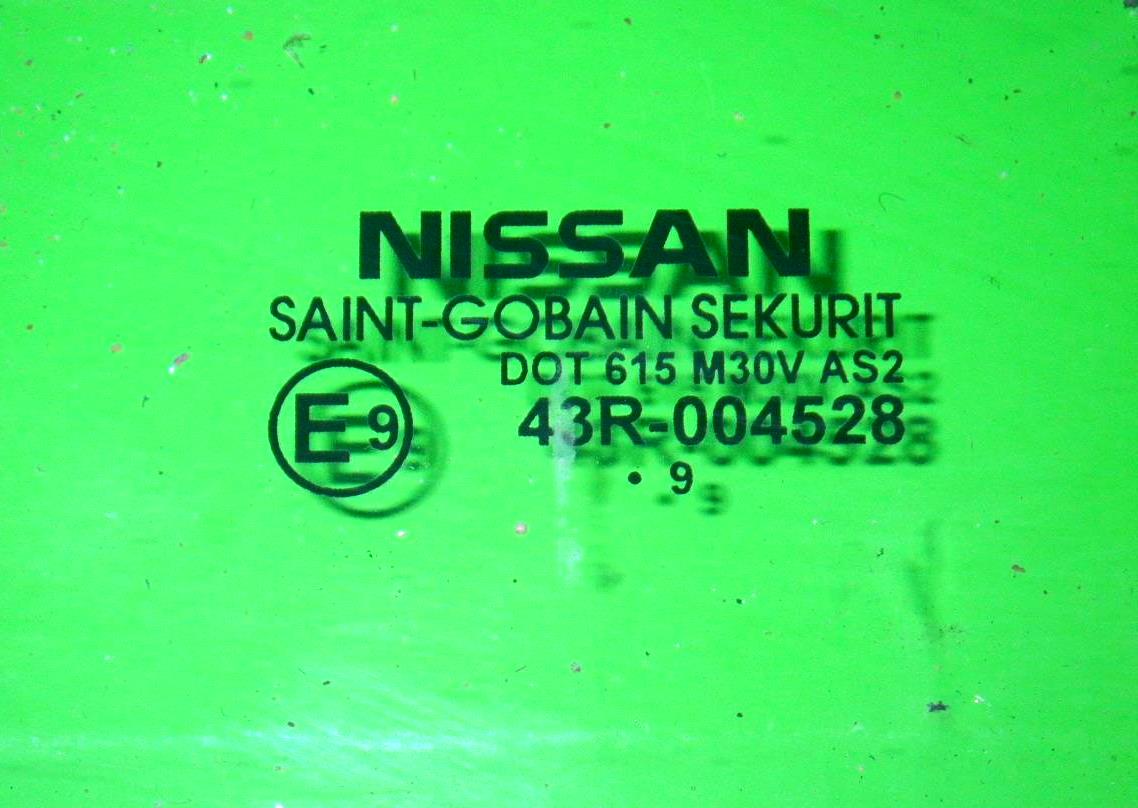 NISSAN
SAINT-GOBAIN SEKURIT
DOT 615 M30V AS2
E9 43R-004528
• 9